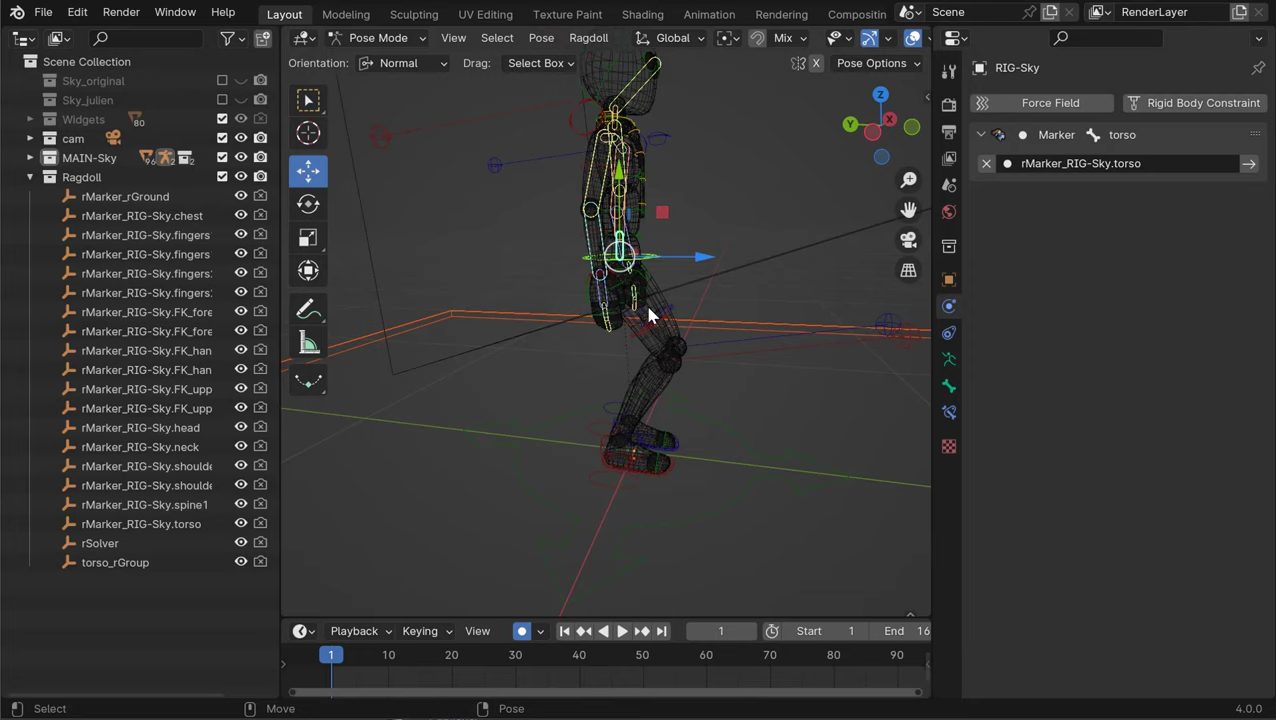 File Edit Render Window Help
Layout Modeling Sculpting UV Editing Texture Paint Shading Animation Rendering Compositin
Scene
RenderLayer
Pose Mode View Select Pose Ragdoll Global Mix
Orientation: Normal Drag: Select Box X Pose Options
Scene Collection
Sky_original
Sky_julien
Widgets 80
cam
MAIN-Sky 96 2 2
Ragdoll
rMarker_rGround
rMarker_RIG-Sky.chest
rMarker_RIG-Sky.fingers
rMarker_RIG-Sky.fingers
rMarker_RIG-Sky.fingers:
rMarker_RIG-Sky.fingers:
rMarker_RIG-Sky.FK_fore
rMarker_RIG-Sky.FK_fore
rMarker_RIG-Sky.FK_han
rMarker_RIG-Sky.FK_han
rMarker_RIG-Sky.FK_upp
rMarker_RIG-Sky.FK_upp
rMarker_RIG-Sky.head
rMarker_RIG-Sky.neck
rMarker_RIG-Sky.shoulde
rMarker_RIG-Sky.shoulde
rMarker_RIG-Sky.spine1
rMarker_RIG-Sky.torso
rSolver
torso_rGroup
Z
Y
X
RIG-Sky
Force Field Rigid Body Constraint
Marker torso
rMarker_RIG-Sky.torso
Playback Keying View 1 Start 1 End 16
1 10 20 30 40 50 60 70 80 90
Select Move Pose 4.0.0